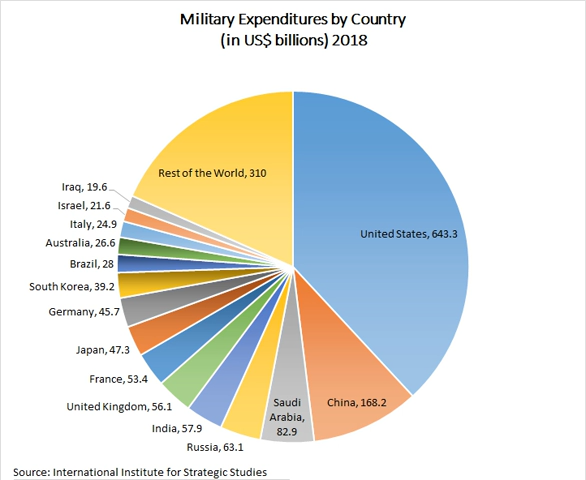 Military Expenditures by Country
(in US$ billions) 2018
Rest of the World, 310
United States, 643.3
Iraq, 19.6
Israel, 21.6
Italy, 24.9
Australia, 26.6
Brazil, 28
South Korea, 39.2
Germany, 45.7
Japan, 47.3
France, 53.4
United Kingdom, 56.1
India, 57.9
Russia, 63.1
Saudi
Arabia,
82.9
China, 168.2
Source: International Institute for Strategic Studies